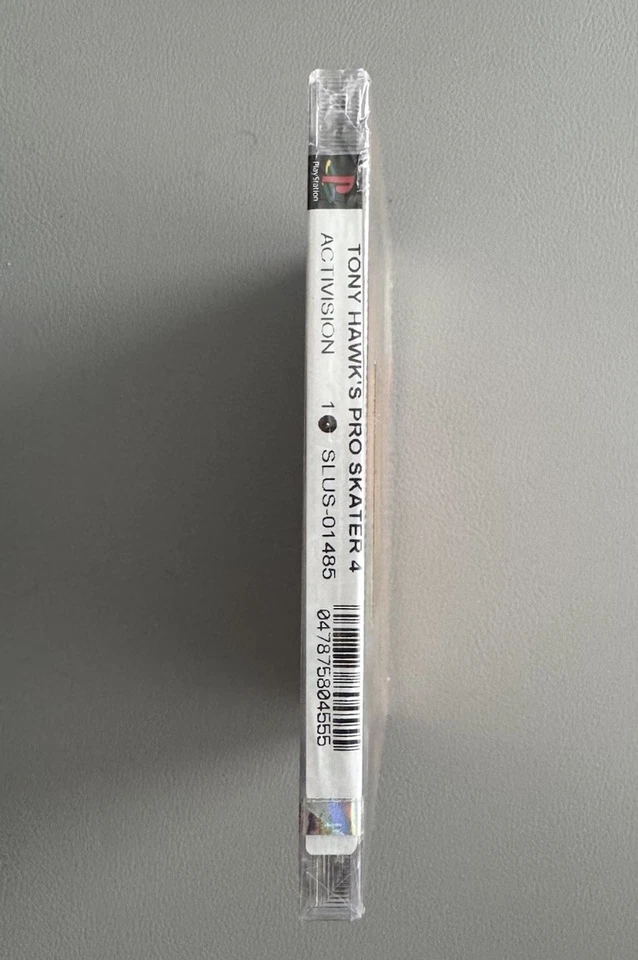 PlayStation
TONY HAWK'S PRO SKATER 4
ACTIVISION 1 SLUS-01485
047875804555